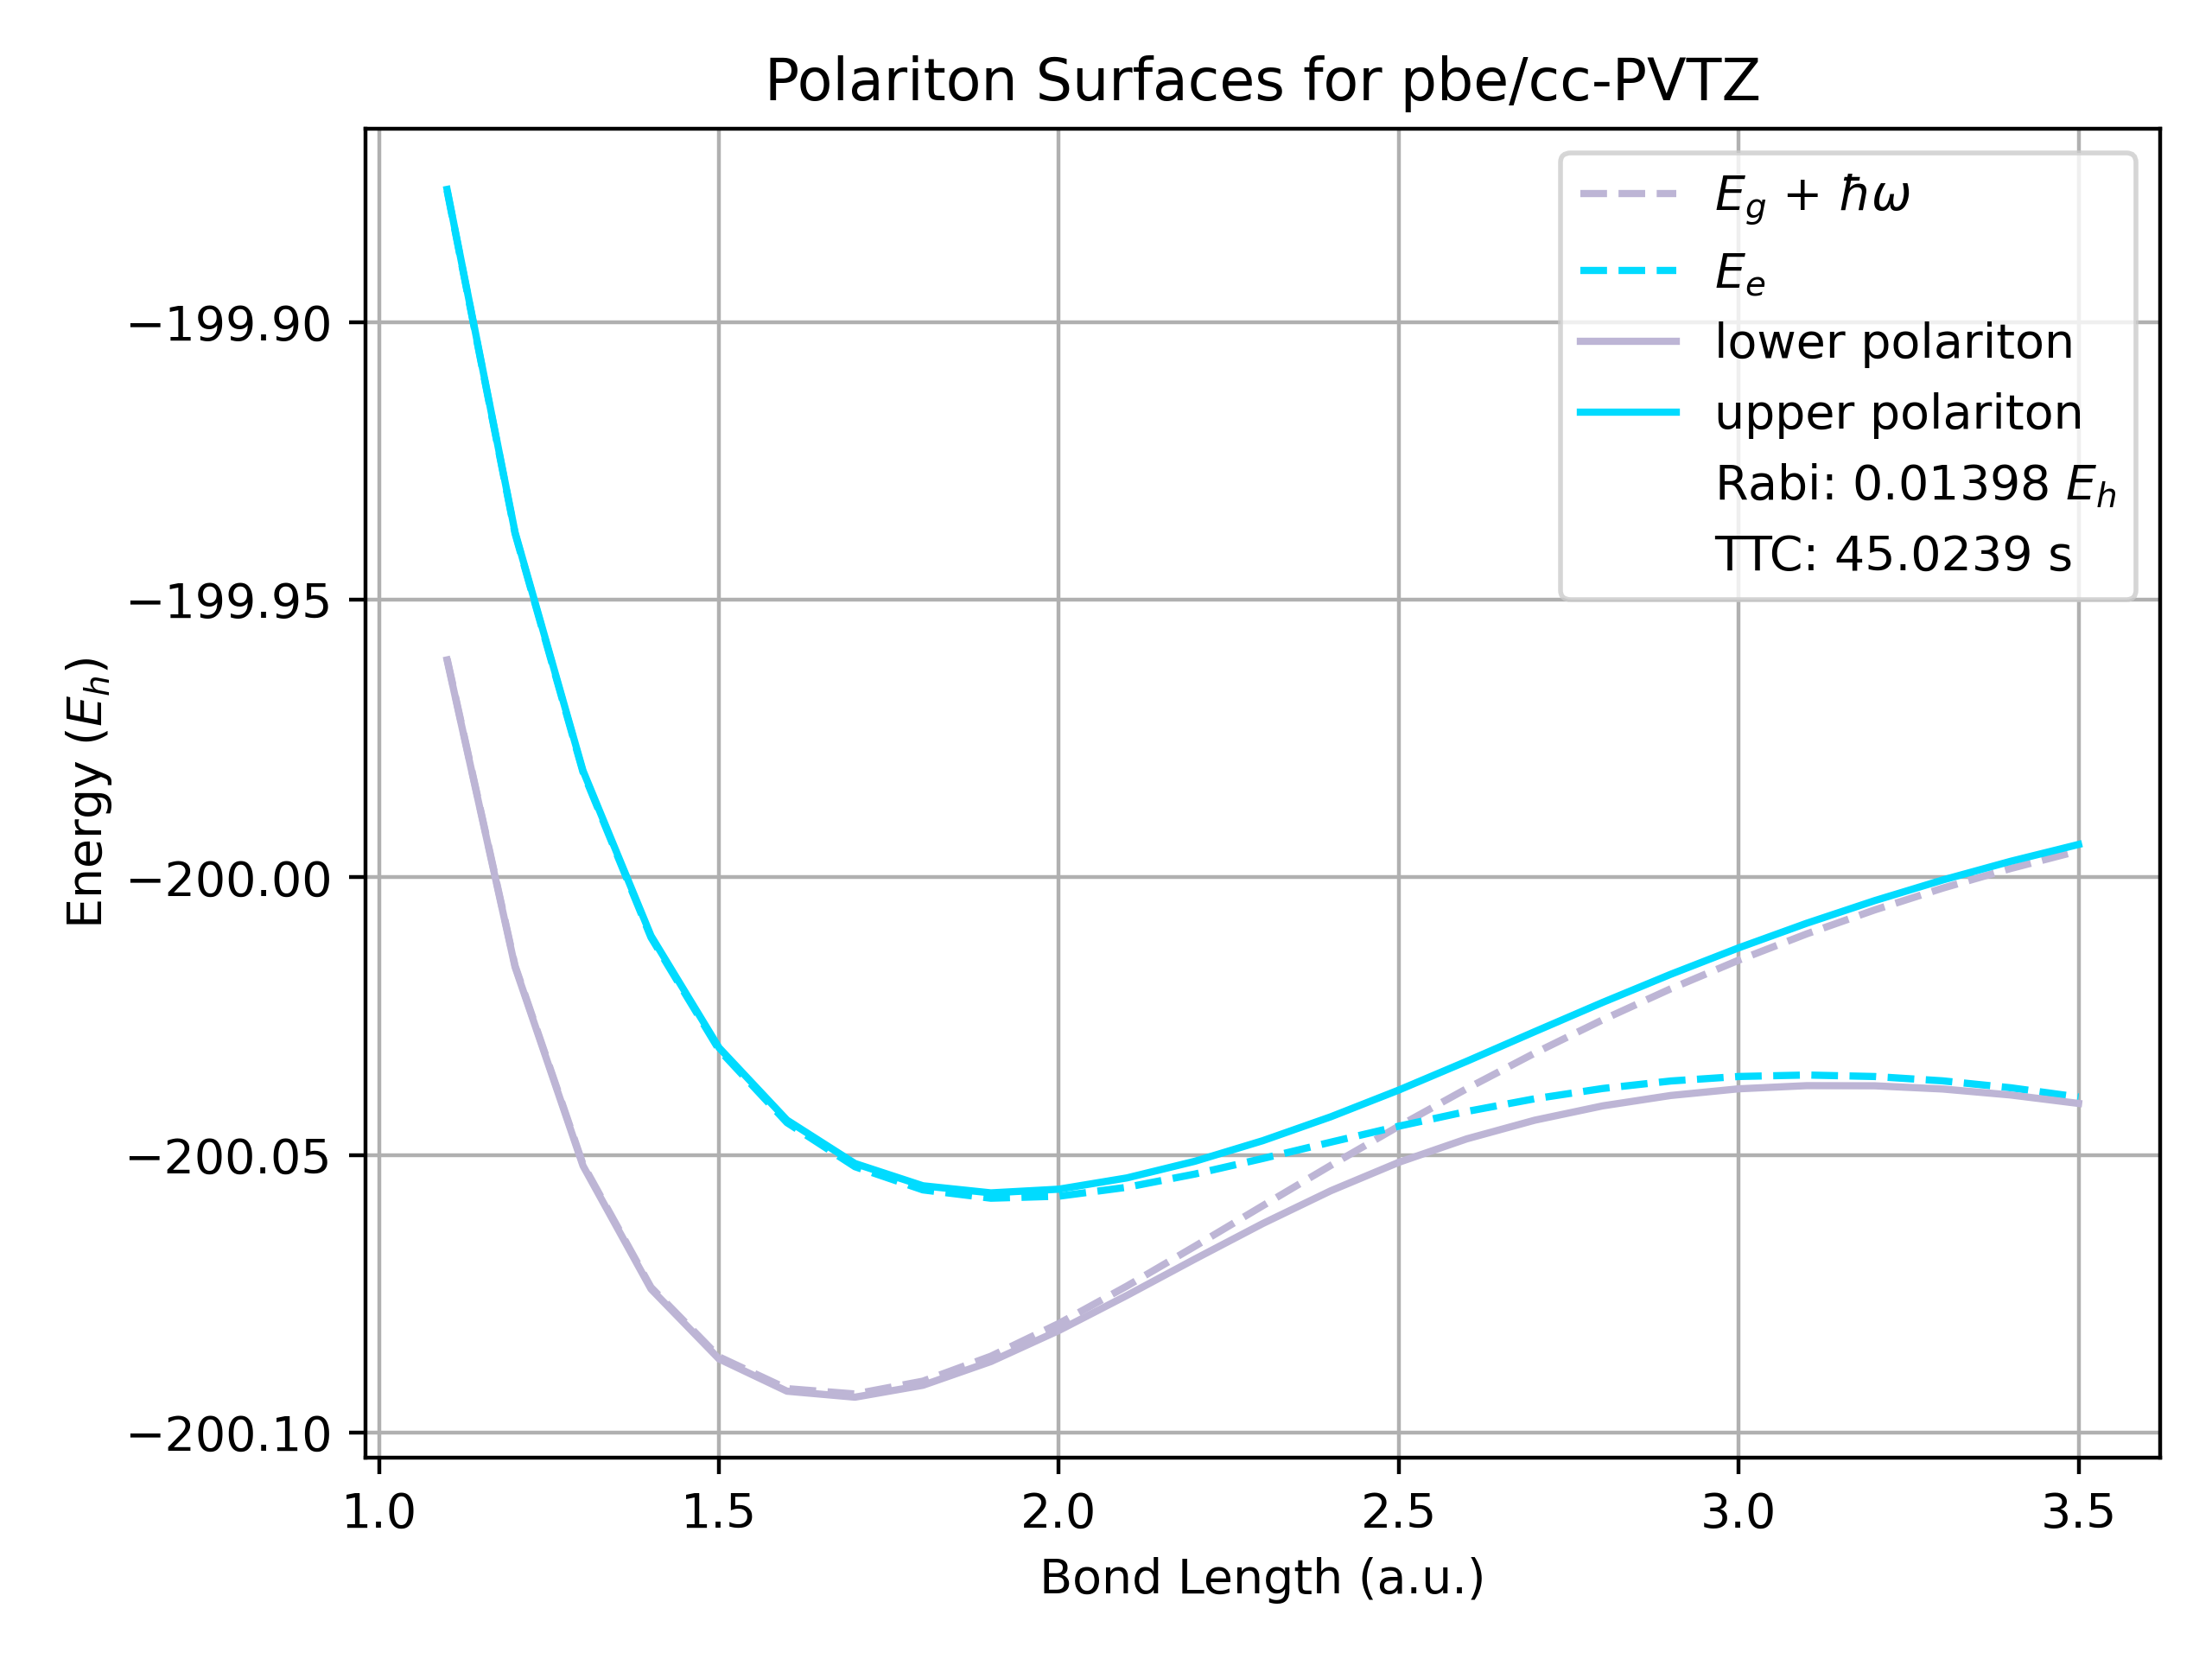 Polariton Surfaces for pbe/cc-PVTZ
E_g + ħω
E_e
lower polariton
upper polariton
Rabi: 0.01398 E_h
TTC: 45.0239 s
Energy (E_h)
−199.90
−199.95
−200.00
−200.05
−200.10
1.0 1.5 2.0 2.5 3.0 3.5
Bond Length (a.u.)